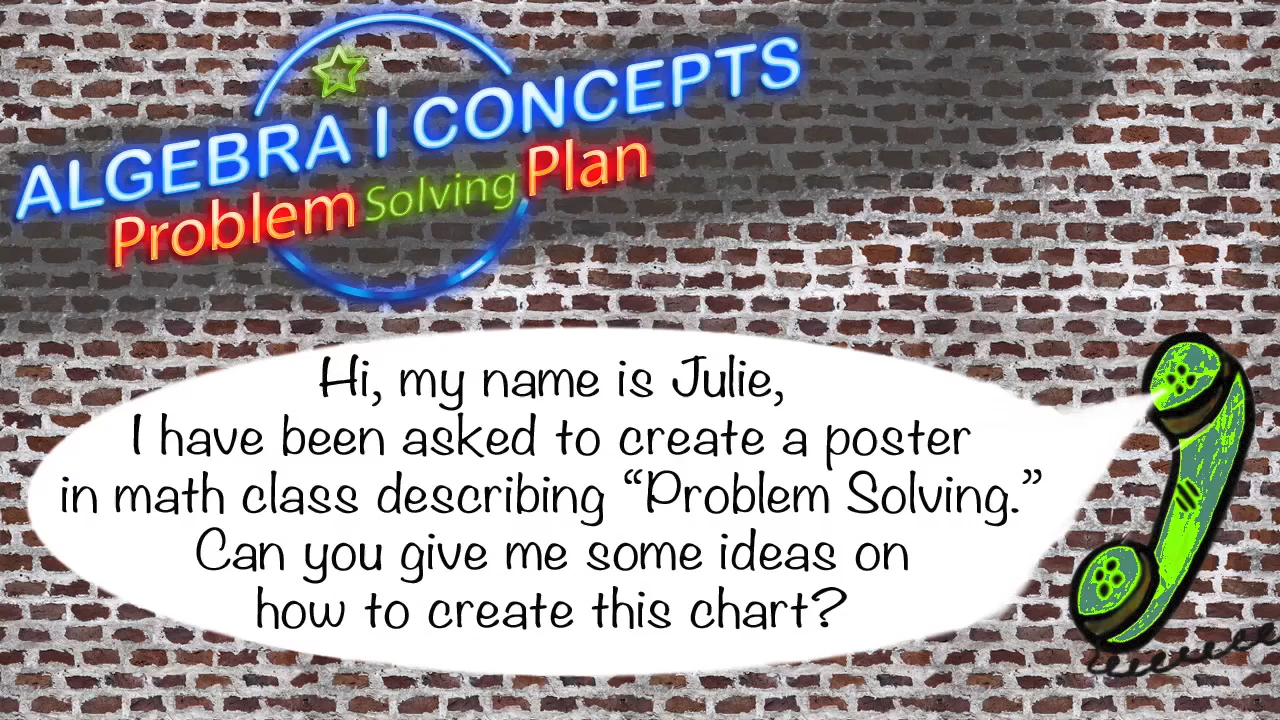 ALGEBRA I CONCEPTS
Problem Solving Plan
Hi, my name is Julie,
I have been asked to create a poster
in math class describing “Problem Solving.”
Can you give me some ideas on
how to create this chart?